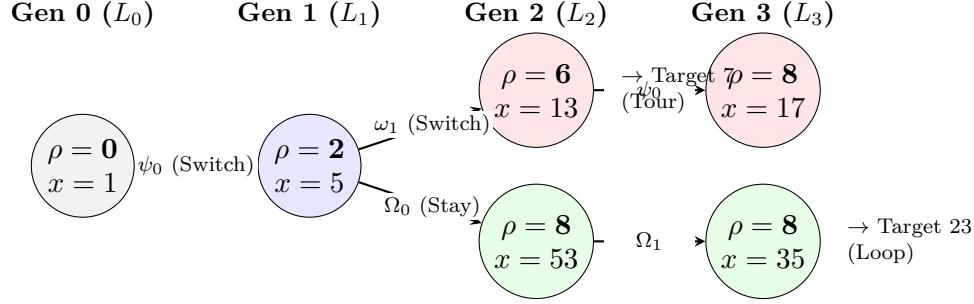 Gen 0 (L₀)
Gen 1 (L₁)
Gen 2 (L₂)
Gen 3 (L₃)
ρ = 0
x = 1
ψ₀ (Switch)
ρ = 2
x = 5
ω₁ (Switch)
Ω₀ (Stay)
ρ = 6
x = 13
→ Target 7
(Tour)
ψ₀
ρ = 8
x = 17
ρ = 8
x = 53
Ω₁
ρ = 8
x = 35
→ Target 23
(Loop)